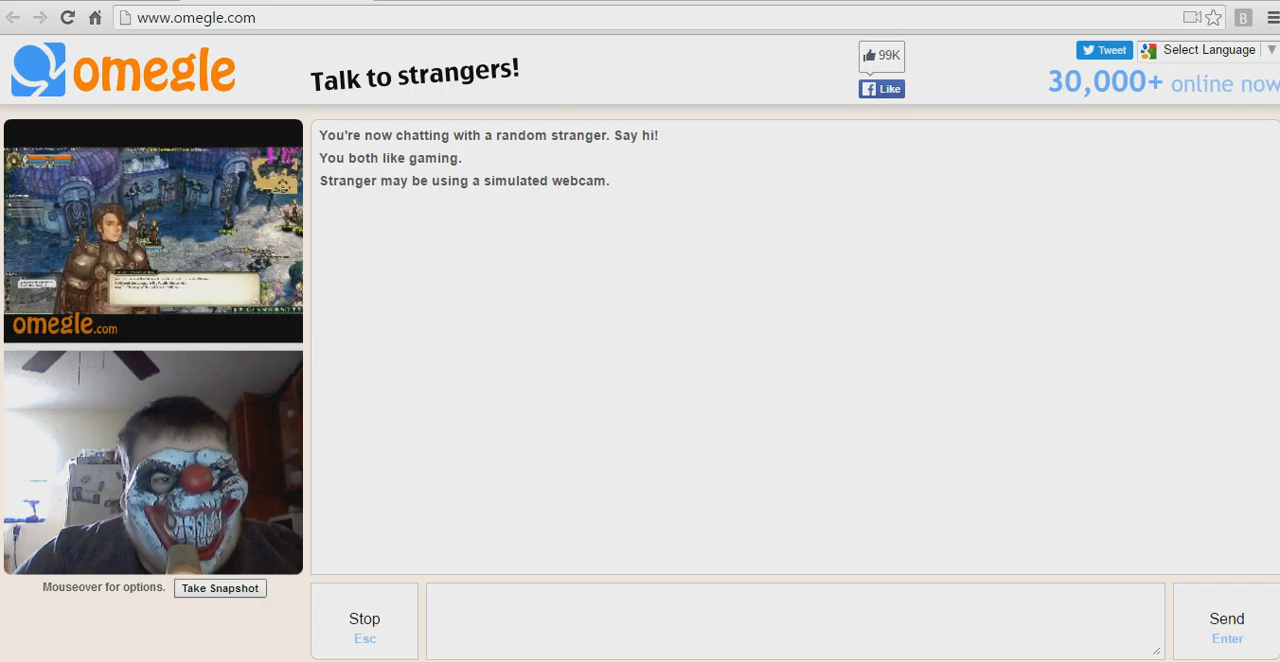 www.omegle.com
omegle
Talk to strangers!
99K
Like
Tweet
Select Language
30,000+ online now
You're now chatting with a random stranger. Say hi!
You both like gaming.
Stranger may be using a simulated webcam.
omegle.com
Mouseover for options.
Take Snapshot
Stop
Esc
Send
Enter